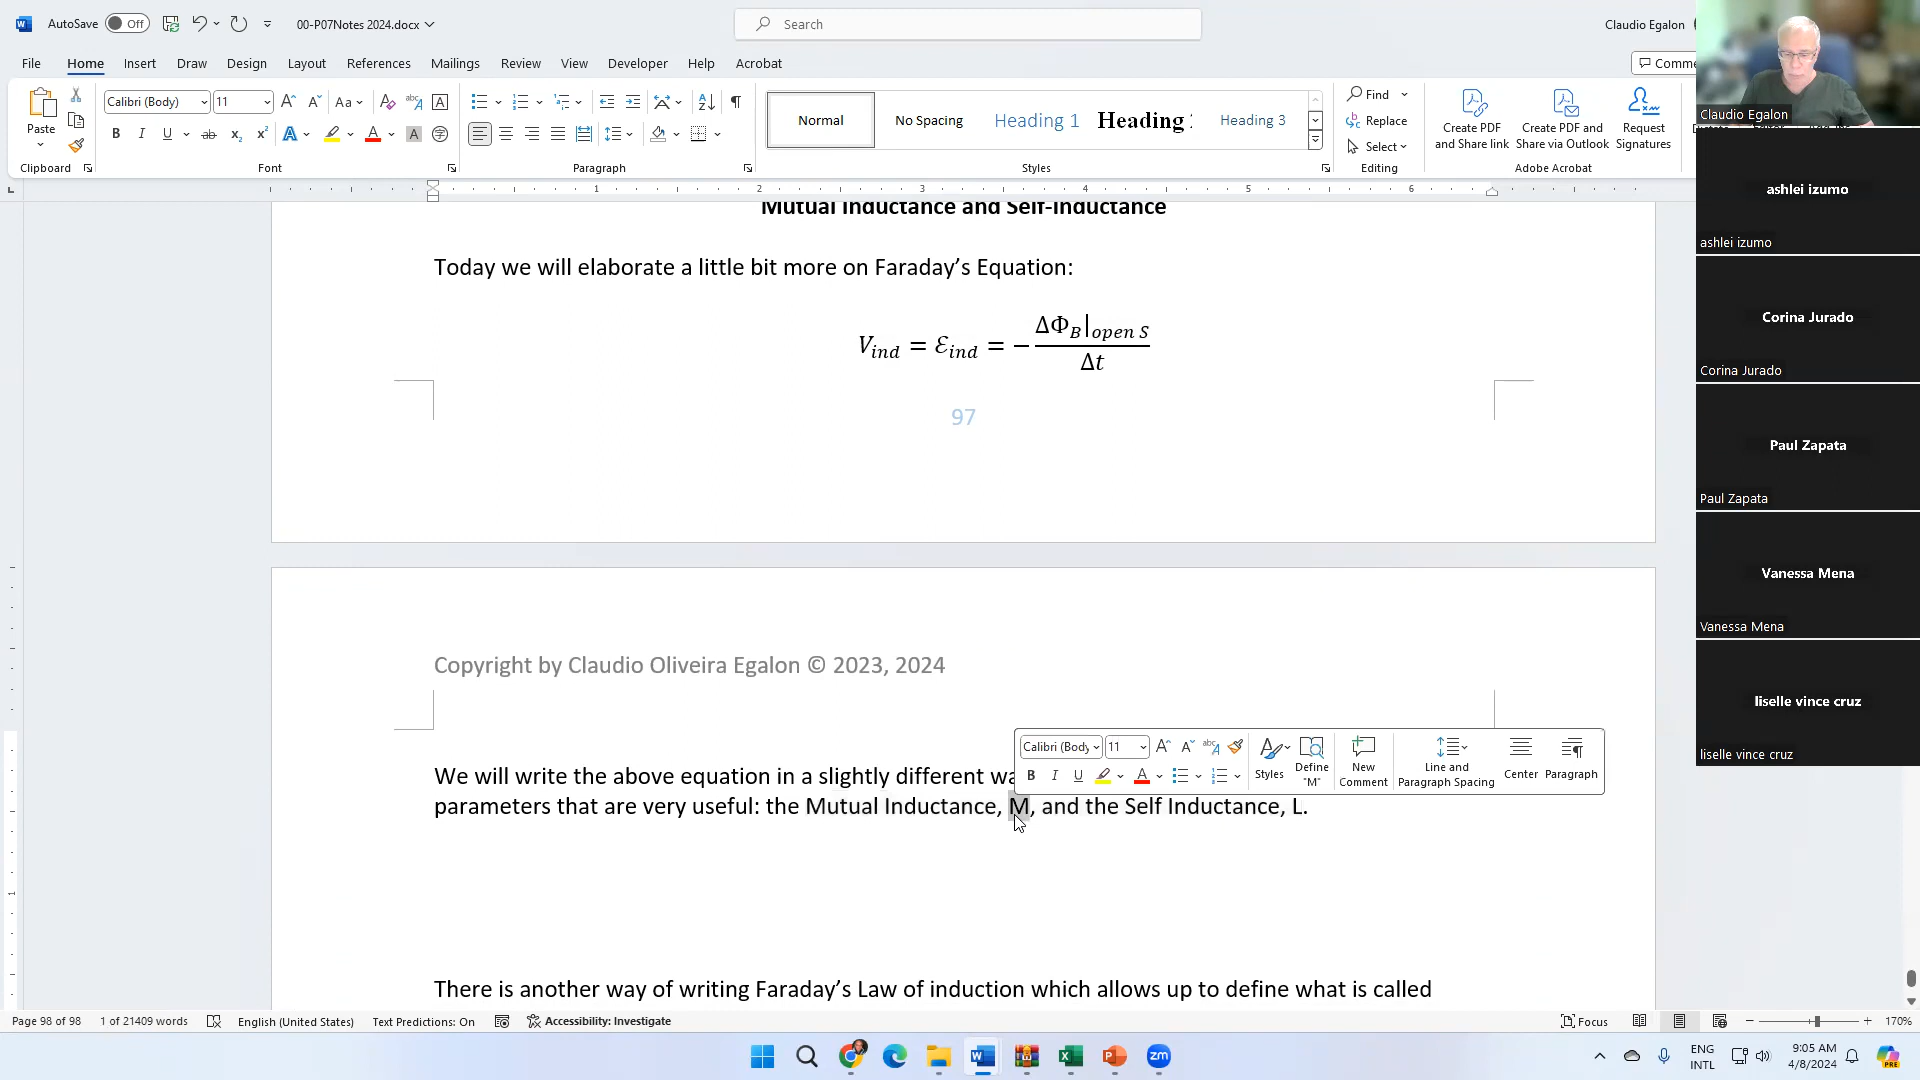 AutoSave Off 00-P07Notes 2024.docx Search Claudio Egalon
File Home Insert Draw Design Layout References Mailings Review View Developer Help Acrobat Comme
Paste Calibri (Body) 11 Aa Normal No Spacing Heading 1 Heading Heading 3 Find Replace Select
Create PDF and Share link Create PDF and Share via Outlook Request Signatures
Clipboard Font Paragraph Styles Editing Adobe Acrobat
1 2 3 4 5 6
Mutual Inductance and Self-Inductance
Today we will elaborate a little bit more on Faraday’s Equation:
V_ind = ℰ_ind = − ΔΦ_B|_open S / Δt
97
Copyright by Claudio Oliveira Egalon © 2023, 2024
Calibri (Body 11 Styles Define "M" New Comment Line and Paragraph Spacing Center Paragraph
We will write the above equation in a slightly different wa
parameters that are very useful: the Mutual Inductance, M, and the Self Inductance, L.
There is another way of writing Faraday’s Law of induction which allows up to define what is called
Page 98 of 98 1 of 21409 words English (United States) Text Predictions: On Accessibility: Investigate Focus 170%
ENG INTL 9:05 AM 4/8/2024
Claudio Egalon
ashlei izumo
ashlei izumo
Corina Jurado
Corina Jurado
Paul Zapata
Paul Zapata
Vanessa Mena
Vanessa Mena
liselle vince cruz
liselle vince cruz
zm
PRE